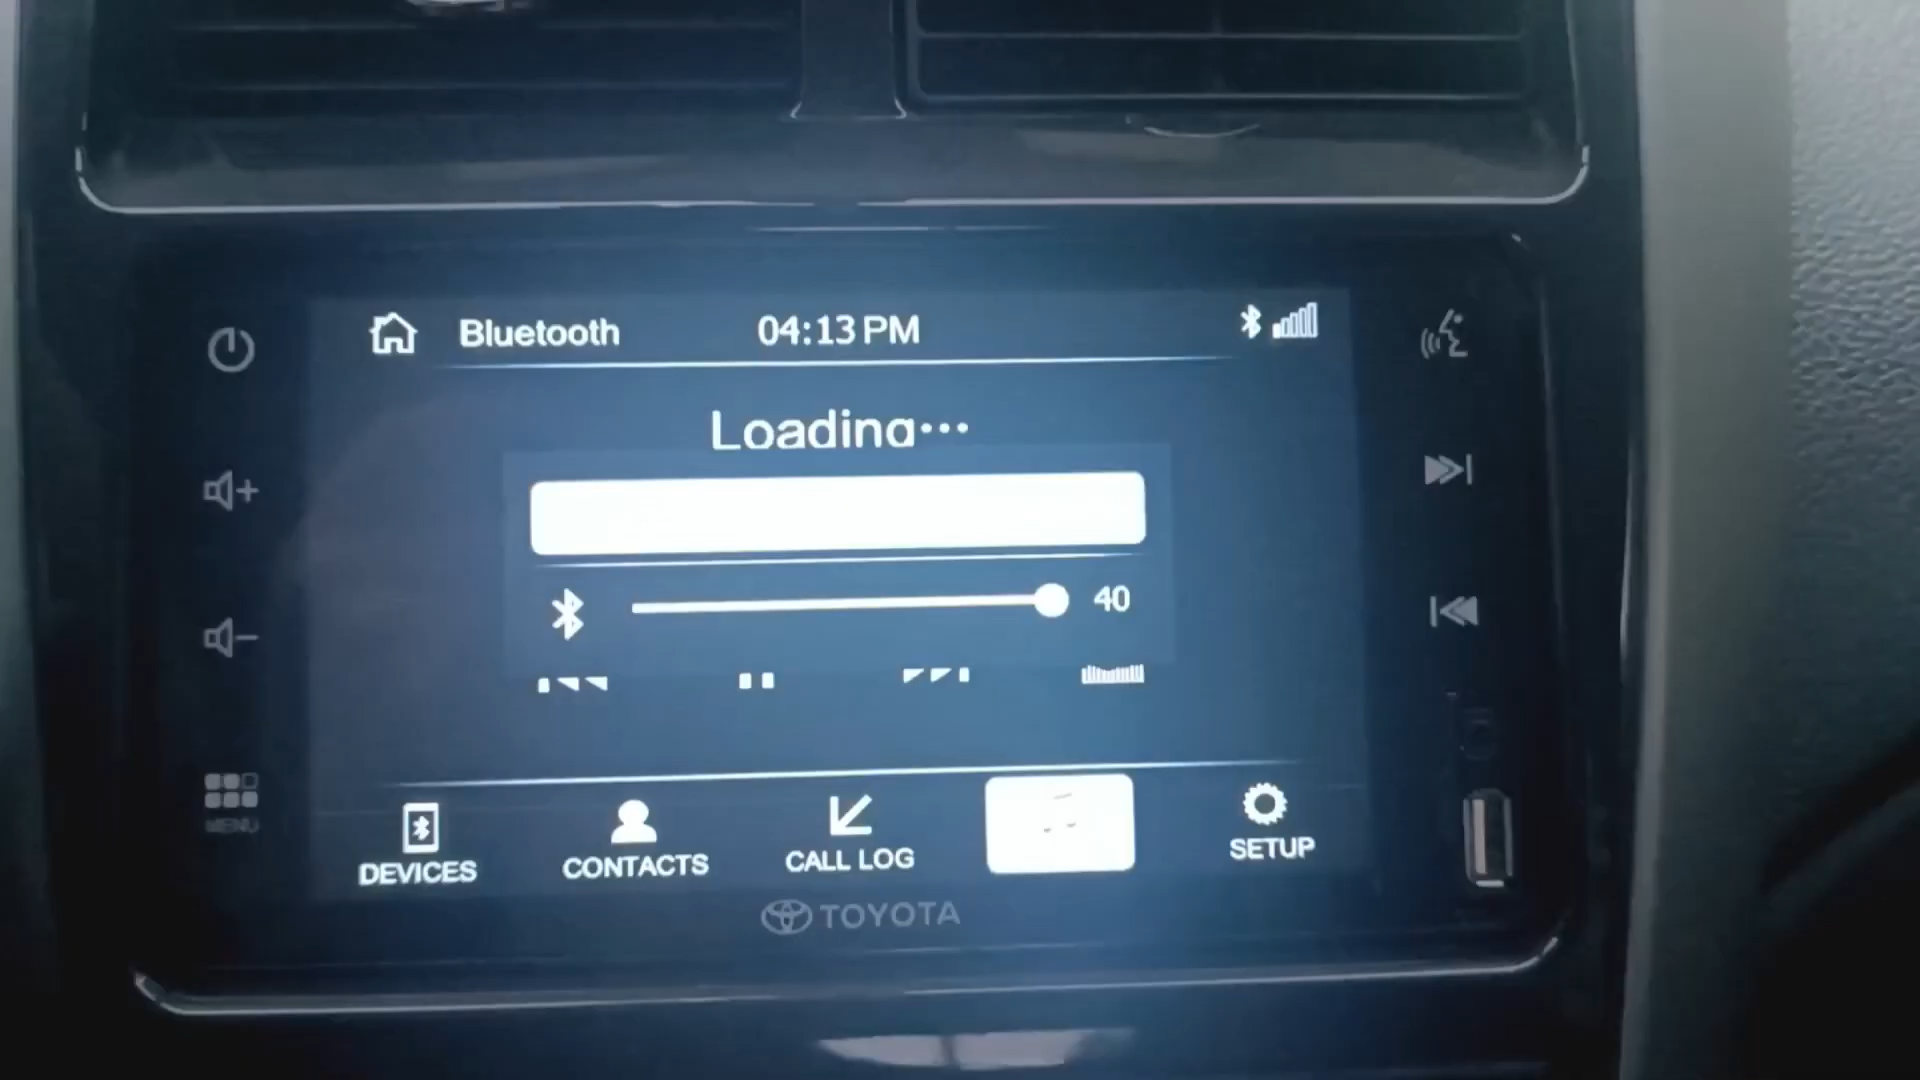 Bluetooth 04:13 PM
Loading...
40
MENU
DEVICES CONTACTS CALL LOG SETUP
TOYOTA